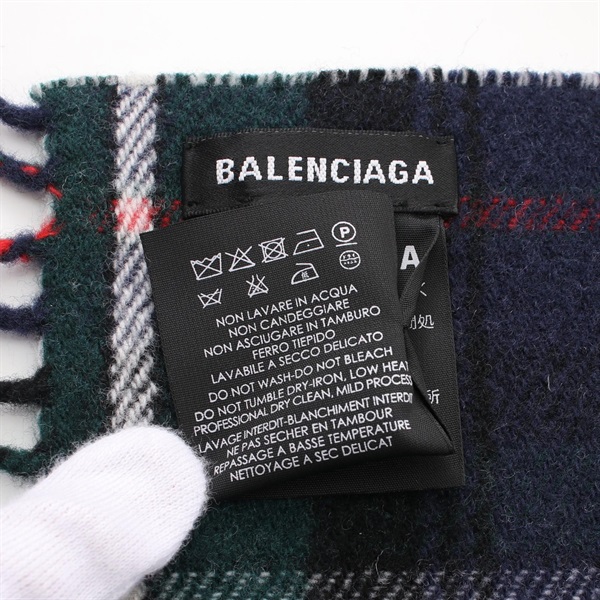 BALENCIAGA
P
A
NON LAVARE IN ACQUA
NON CANDEGGIARE
NON ASCIUGARE IN TAMBURO
FERRO TIEPIDO
LAVABILE A SECCO DELICATO
DO NOT WASH-DO NOT BLEACH
DO NOT TUMBLE DRY-IRON, LOW HEAT
PROFESSIONAL DRY CLEAN, MILD PROCESS
LAVAGE INTERDIT-BLANCHIMENT INTERDIT
NE PAS SECHER EN TAMBOUR
REPASSAGE A BASSE TEMPERATURE
NETTOYAGE A SEC DELICAT
処
所